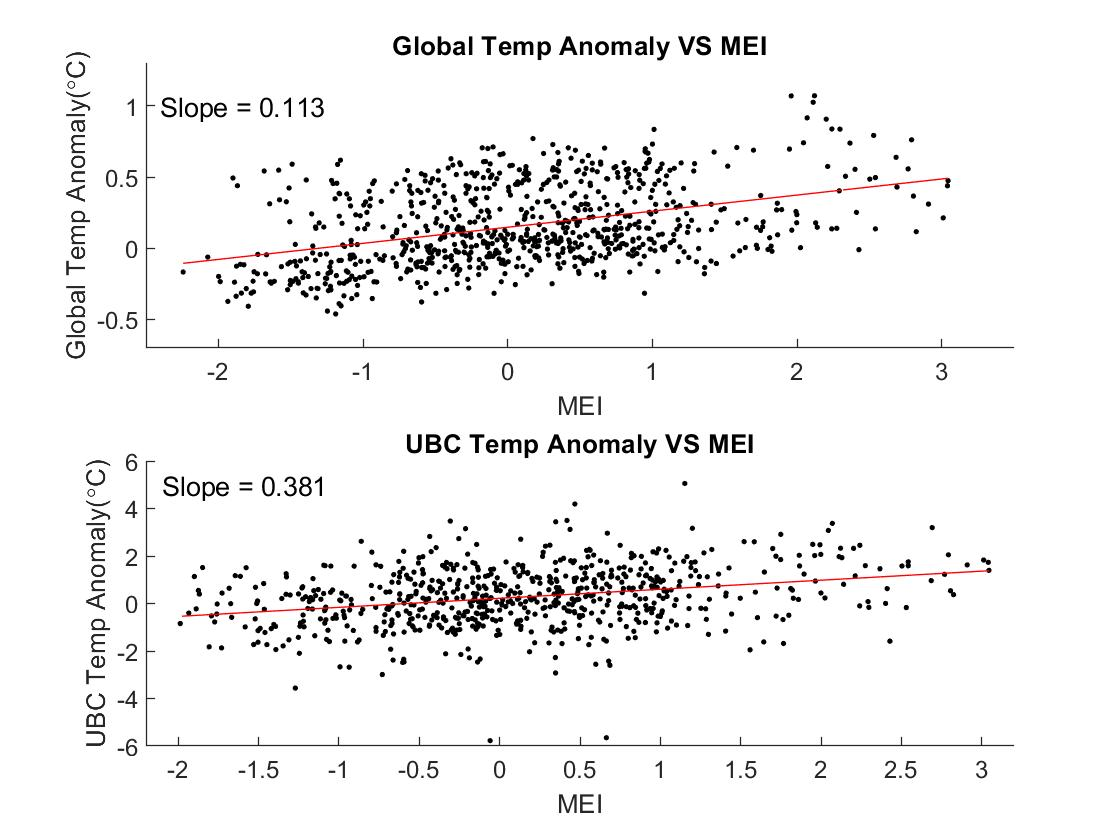 Global Temp Anomaly VS MEI
Global Temp Anomaly(°C)
Slope = 0.113
1
0.5
0
-0.5
-2 -1 0 1 2 3
MEI
UBC Temp Anomaly VS MEI
UBC Temp Anomaly(°C)
Slope = 0.381
6
4
2
0
-2
-4
-6
-2 -1.5 -1 -0.5 0 0.5 1 1.5 2 2.5 3
MEI